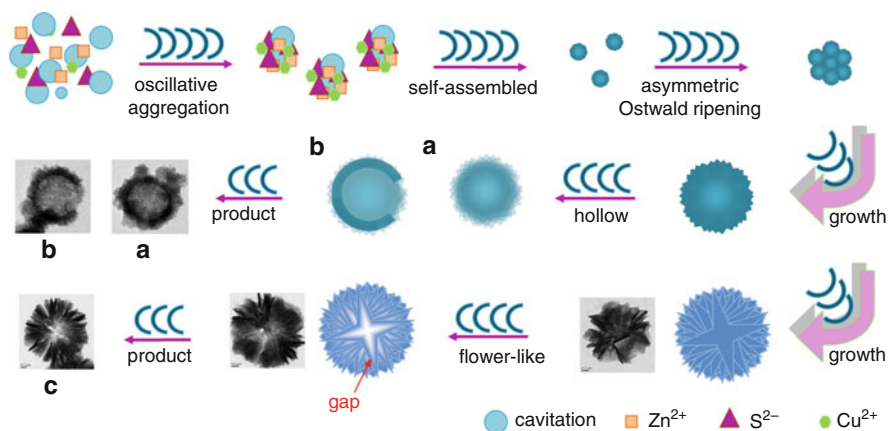 oscillative
aggregation
self-assembled
asymmetric
Ostwald ripening
b
a
product
hollow
growth
b
a
product
flower-like
growth
c
gap
cavitation
Zn²⁺
S²⁻
Cu²⁺